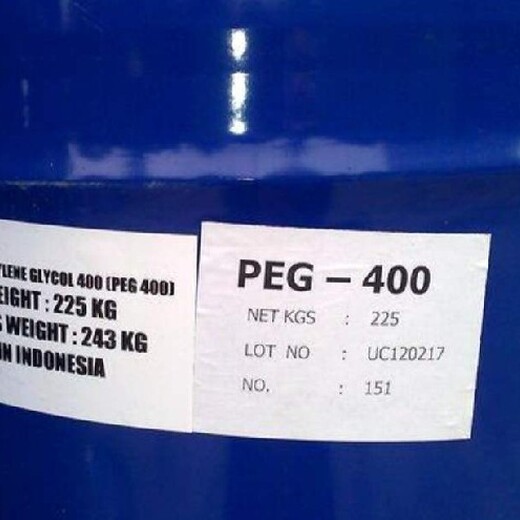 YLENE GLYCOL 400 (PEG 400)
EIGHT : 225 KG
S WEIGHT : 243 KG
IN INDONESIA
PEG – 400
NET KGS : 225
LOT NO : UC120217
NO. : 151